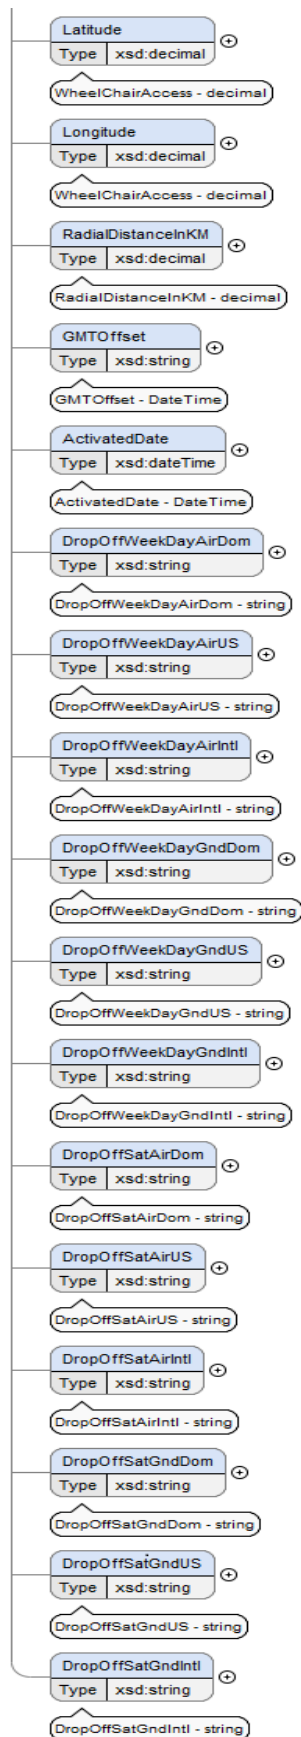 Latitude
Type xsd:decimal
WheelChairAccess - decimal
Longitude
Type xsd:decimal
WheelChairAccess - decimal
RadialDistanceInKM
Type xsd:decimal
RadialDistanceInKM - decimal
GMTOffset
Type xsd:string
GMTOffset - DateTime
ActivatedDate
Type xsd:dateTime
ActivatedDate - DateTime
DropOffWeekDayAirDom
Type xsd:string
DropOffWeekDayAirDom - string
DropOffWeekDayAirUS
Type xsd:string
DropOffWeekDayAirUS - string
DropOffWeekDayAirIntl
Type xsd:string
DropOffWeekDayAirIntl - string
DropOffWeekDayGndDom
Type xsd:string
DropOffWeekDayGndDom - string
DropOffWeekDayGndUS
Type xsd:string
DropOffWeekDayGndUS - string
DropOffWeekDayGndIntl
Type xsd:string
DropOffWeekDayGndIntl - string
DropOffSatAirDom
Type xsd:string
DropOffSatAirDom - string
DropOffSatAirUS
Type xsd:string
DropOffSatAirUS - string
DropOffSatAirIntl
Type xsd:string
DropOffSatAirIntl - string
DropOffSatGndDom
Type xsd:string
DropOffSatGndDom - string
DropOffSatGndUS
Type xsd:string
DropOffSatGndUS - string
DropOffSatGndIntl
Type xsd:string
DropOffSatGndIntl - string